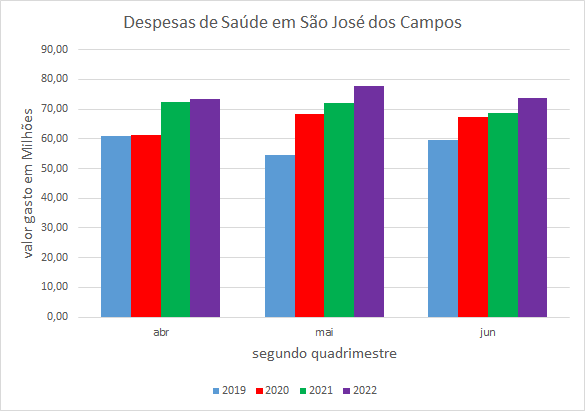 Despesas de Saúde em São José dos Campos
valor gasto em Milhões
90,00
80,00
70,00
60,00
50,00
40,00
30,00
20,00
10,00
0,00
abr mai jun
segundo quadrimestre
2019 2020 2021 2022